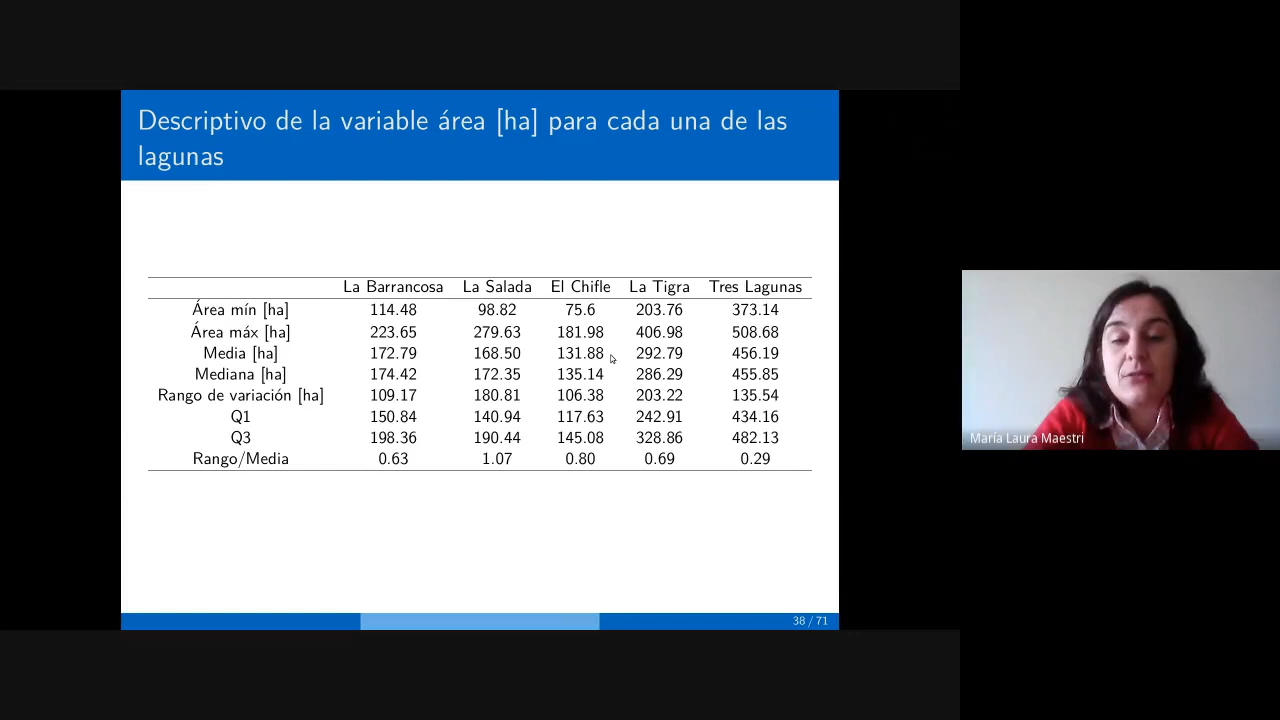 Descriptivo de la variable área [ha] para cada una de las
lagunas
La Barrancosa La Salada El Chifle La Tigra Tres Lagunas
Área mín [ha] 114.48 98.82 75.6 203.76 373.14
Área máx [ha] 223.65 279.63 181.98 406.98 508.68
Media [ha] 172.79 168.50 131.88 292.79 456.19
Mediana [ha] 174.42 172.35 135.14 286.29 455.85
Rango de variación [ha] 109.17 180.81 106.38 203.22 135.54
Q1 150.84 140.94 117.63 242.91 434.16
Q3 198.36 190.44 145.08 328.86 482.13
Rango/Media 0.63 1.07 0.80 0.69 0.29
38 / 71
María Laura Maestri